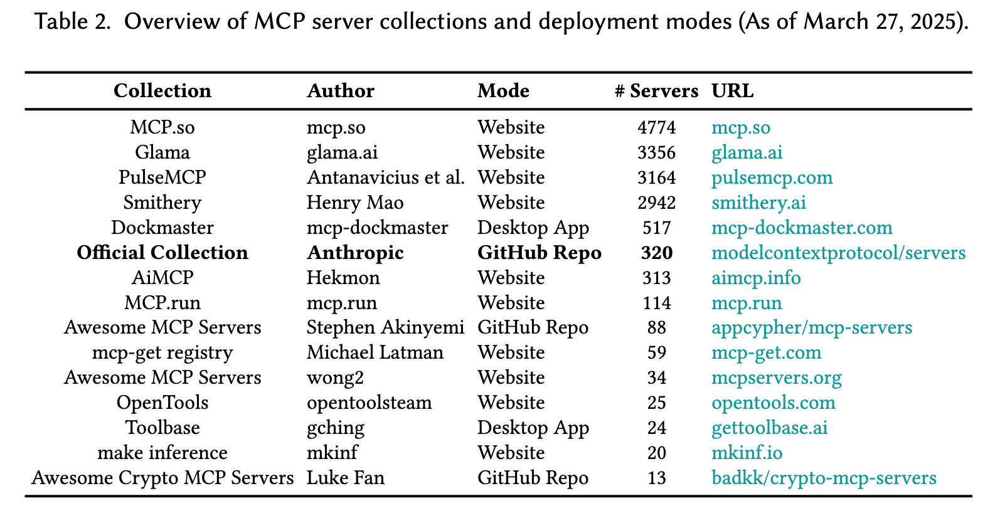 Table 2. Overview of MCP server collections and deployment modes (As of March 27, 2025).
Collection Author Mode # Servers URL
MCP.so mcp.so Website 4774 mcp.so
Glama glama.ai Website 3356 glama.ai
PulseMCP Antanavicius et al. Website 3164 pulsemcp.com
Smithery Henry Mao Website 2942 smithery.ai
Dockmaster mcp-dockmaster Desktop App 517 mcp-dockmaster.com
Official Collection Anthropic GitHub Repo 320 modelcontextprotocol/servers
AiMCP Hekmon Website 313 aimcp.info
MCP.run mcp.run Website 114 mcp.run
Awesome MCP Servers Stephen Akinyemi GitHub Repo 88 appcypher/mcp-servers
mcp-get registry Michael Latman Website 59 mcp-get.com
Awesome MCP Servers wong2 Website 34 mcpservers.org
OpenTools opentoolsteam Website 25 opentools.com
Toolbase gching Desktop App 24 gettoolbase.ai
make inference mkinf Website 20 mkinf.io
Awesome Crypto MCP Servers Luke Fan GitHub Repo 13 badkk/crypto-mcp-servers